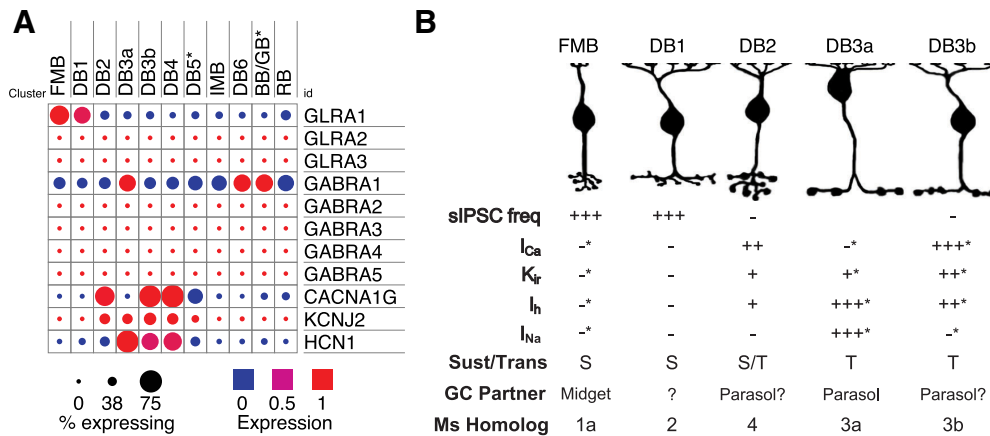 A
Cluster FMB DB1 DB2 DB3a DB3b DB4 DB5* IMB DB6 BB/GB* RB id
GLRA1
GLRA2
GLRA3
GABRA1
GABRA2
GABRA3
GABRA4
GABRA5
CACNA1G
KCNJ2
HCN1
0 38 75
% expressing
0 0.5 1
Expression
B
FMB DB1 DB2 DB3a DB3b
sIPSC freq +++ +++ - -
ICa -* - ++ -* +++*
Kir -* - + +* ++*
Ih -* - + +++* ++*
INa -* - - +++* -*
Sust/Trans S S S/T T T
GC Partner Midget ? Parasol? Parasol Parasol?
Ms Homolog 1a 2 4 3a 3b